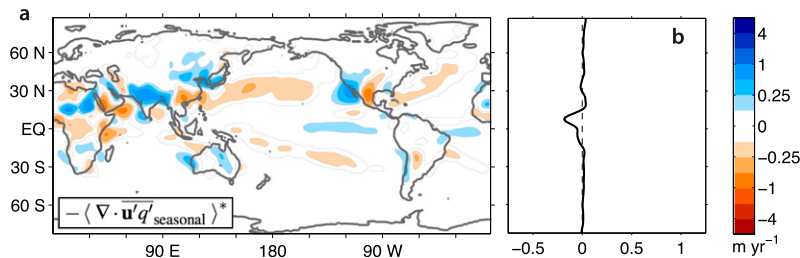 a
60 N
30 N
EQ
30 S
60 S
−⟨ ∇ · u′q′ seasonal ⟩*
90 E
180
90 W
b
−0.5
0
0.5
1
4
1
0.25
0
−0.25
−1
−4
m yr⁻¹